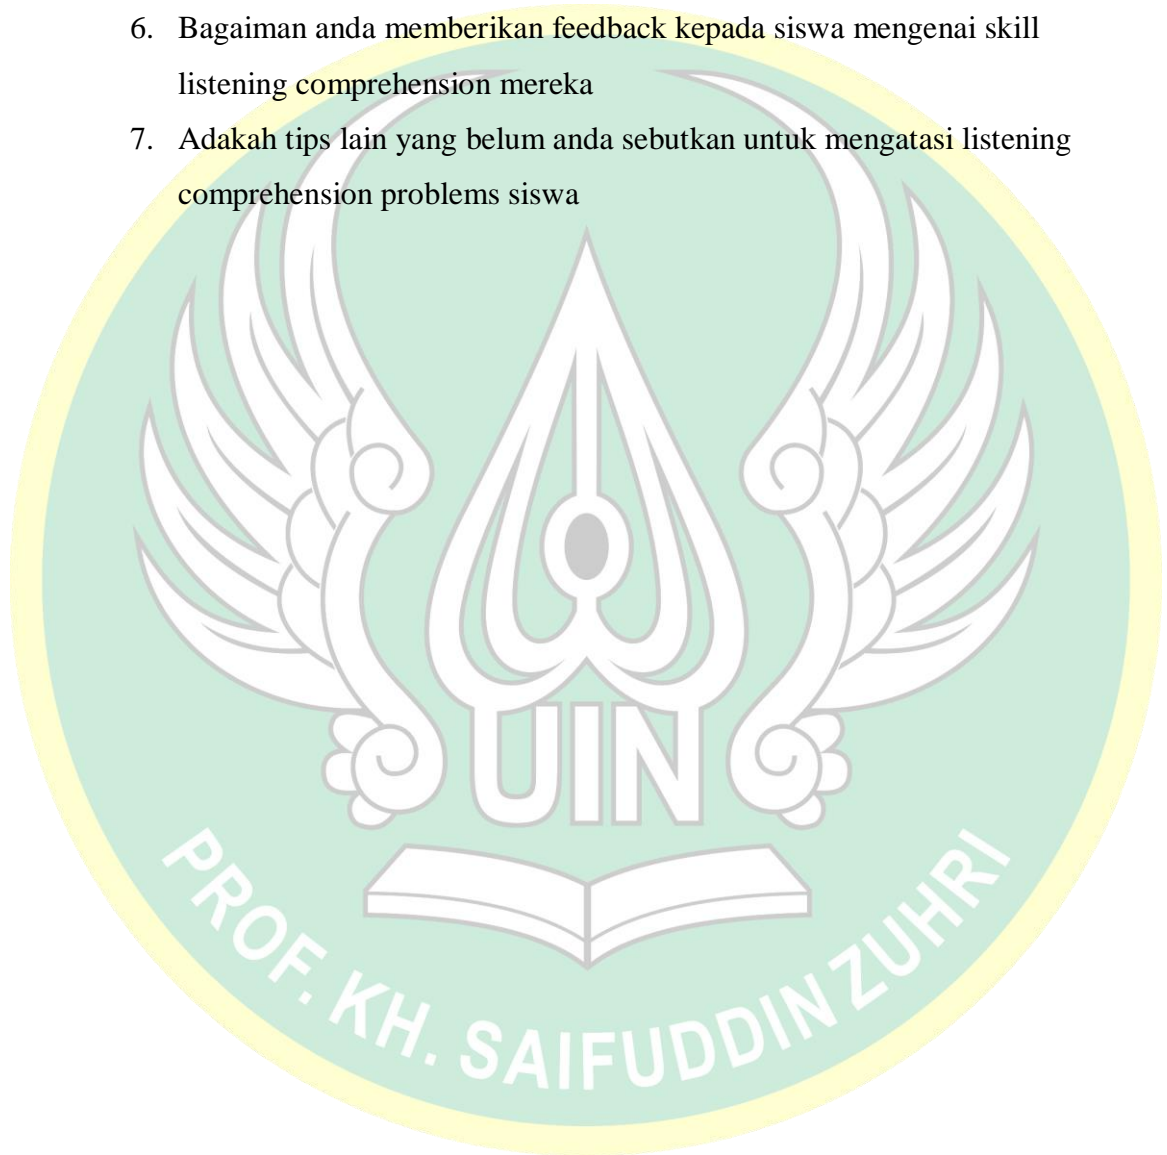 6. Bagaiman anda memberikan feedback kepada siswa mengenai skill
listening comprehension mereka
7. Adakah tips lain yang belum anda sebutkan untuk mengatasi listening
comprehension problems siswa
UIN
PROF. KH. SAIFUDDIN ZUHRI